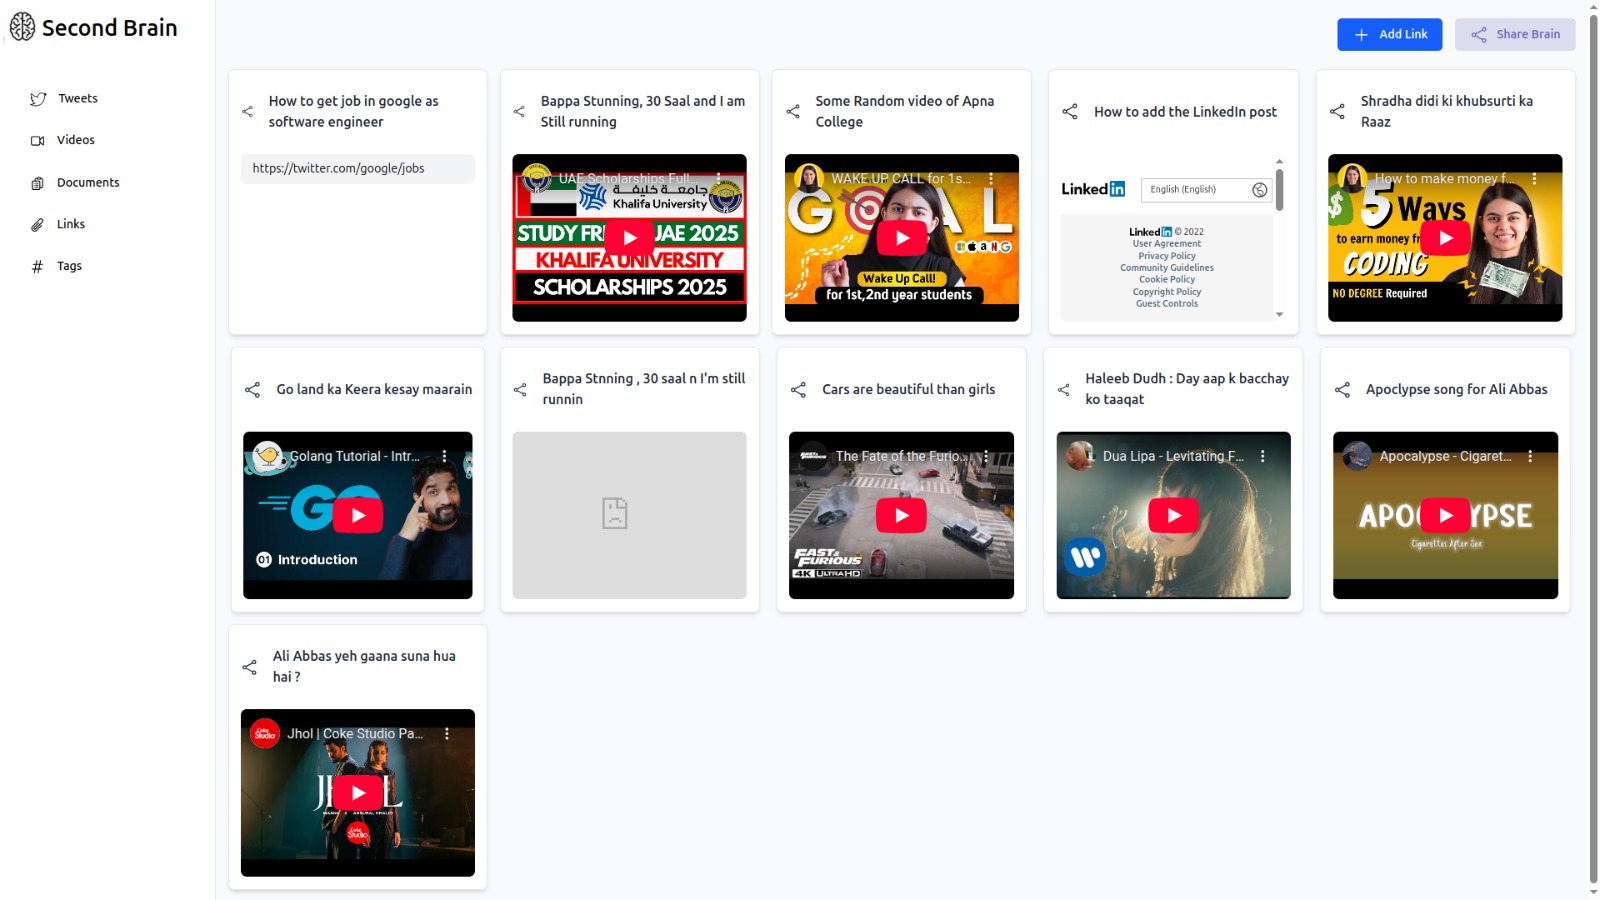 Second Brain
Add Link
Share Brain
Tweets
Videos
Documents
Links
Tags
How to get job in google as
software engineer
https://twitter.com/google/jobs
Bappa Stunning, 30 Saal and I am
Still running
UAE Scholarships Full...
جامعة خليفة
Khalifa University
STUDY FR UAE 2025
KHALIFA UNIVERSITY
SCHOLARSHIPS 2025
Some Random video of Apna
College
WAKE UP CALL for 1s...
GOAL
Wake Up Call!
for 1st,2nd year students
How to add the LinkedIn post
LinkedIn
English (English)
LinkedIn © 2022
User Agreement
Privacy Policy
Community Guidelines
Cookie Policy
Copyright Policy
Guest Controls
Shradha didi ki khubsurti ka
Raaz
How to make money f...
5 Ways
to earn money fr
CODING
NO DEGREE Required
Go land ka Keera kesay maarain
Golang Tutorial - Intr...
GO
01 Introduction
Bappa Stnning , 30 saal n I'm still
runnin
Cars are beautiful than girls
The Fate of the Furio...
FAST & FURIOUS
4K ULTRA HD
Haleeb Dudh : Day aap k bacchay
ko taaqat
Dua Lipa - Levitating F...
Apoclypse song for Ali Abbas
Apocalypse - Cigaret...
APOC YPSE
Cigarettes After Sex
Ali Abbas yeh gaana suna hua
hai ?
Coke Studio
Jhol | Coke Studio Pa...
JH L
Coke Studio